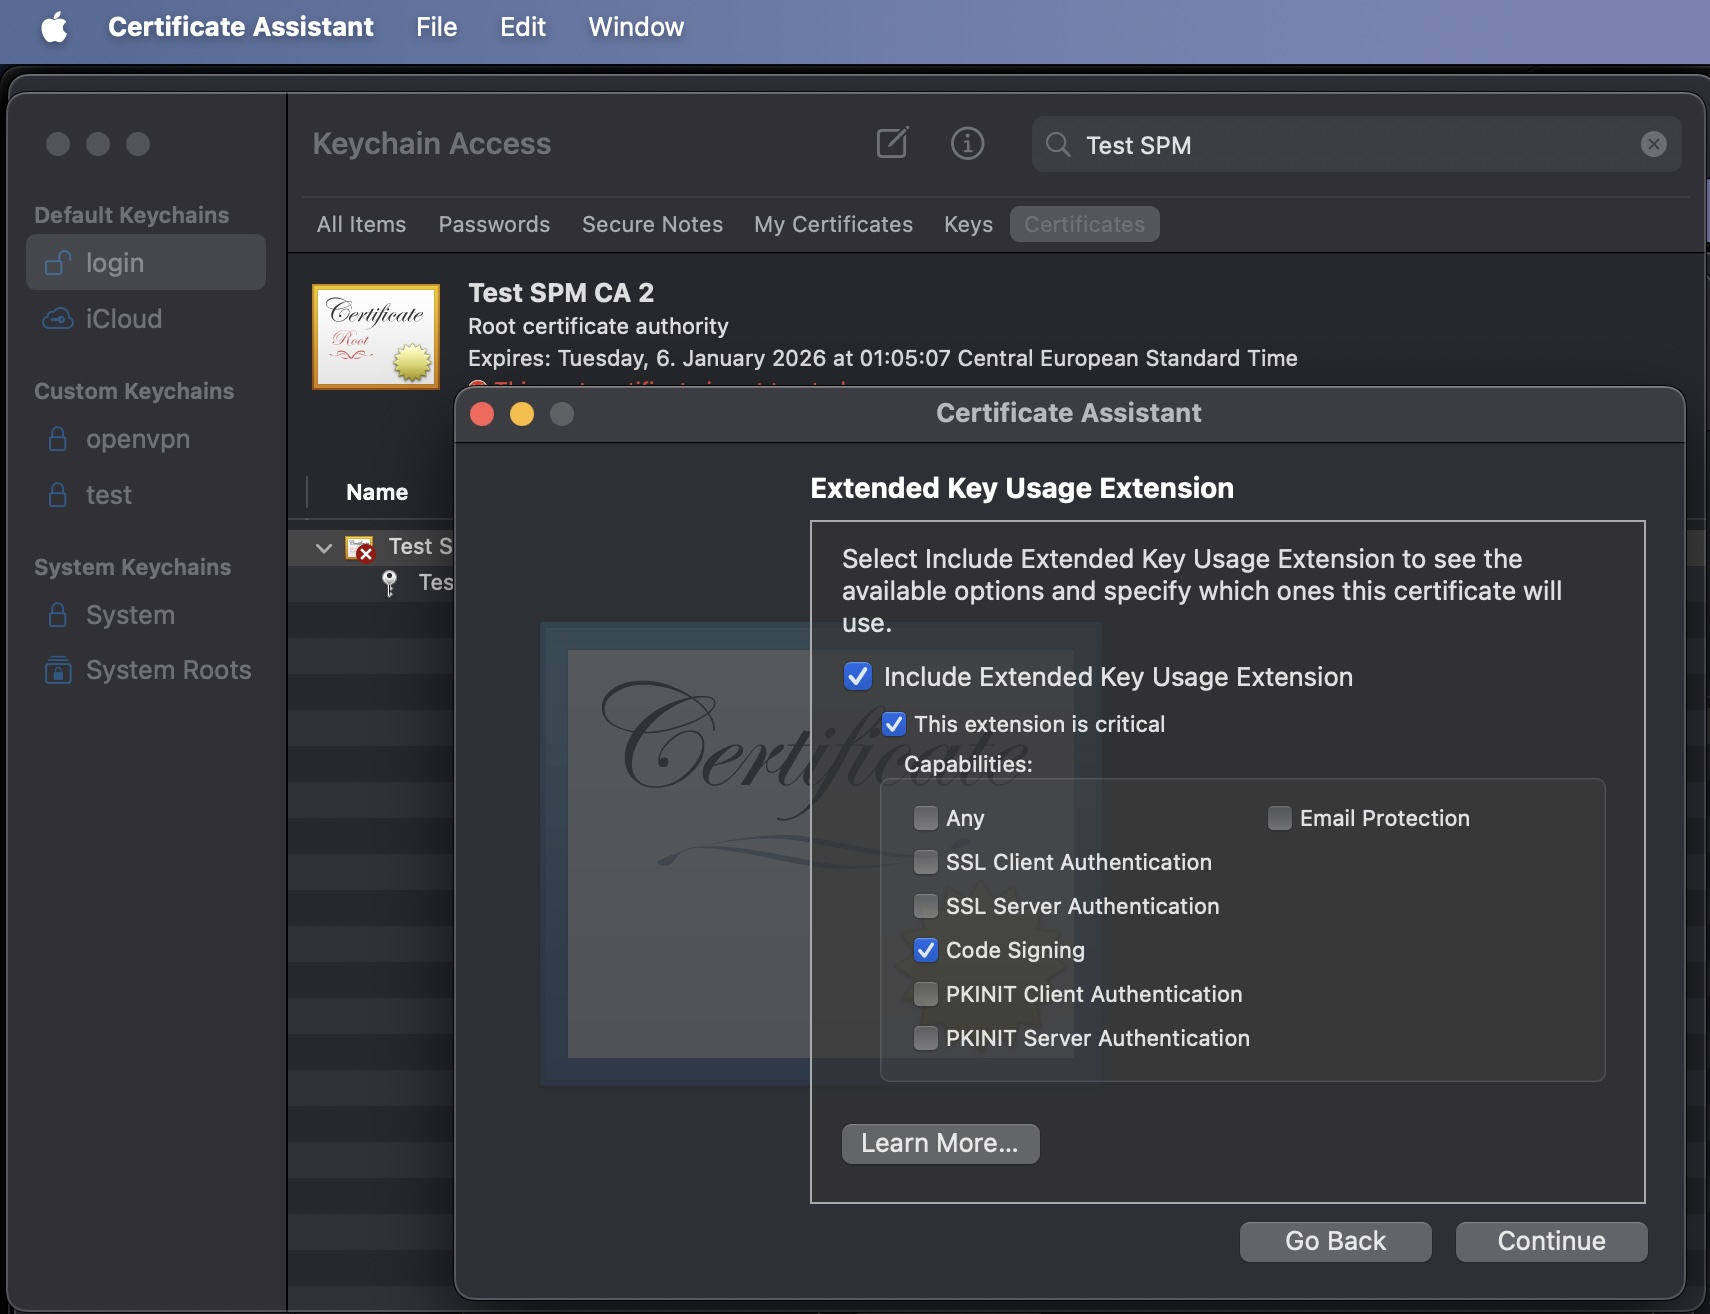 Certificate Assistant File Edit Window
Keychain Access
Test SPM
Default Keychains
login
iCloud
Custom Keychains
openvpn
test
System Keychains
System
System Roots
All Items Passwords Secure Notes My Certificates Keys Certificates
Certificate
Root
Test SPM CA 2
Root certificate authority
Expires: Tuesday, 6. January 2026 at 01:05:07 Central European Standard Time
Name
Test S
Tes
Certificate Assistant
Certificate
Extended Key Usage Extension
Select Include Extended Key Usage Extension to see the
available options and specify which ones this certificate will
use.
Include Extended Key Usage Extension
This extension is critical
Capabilities:
Any
Email Protection
SSL Client Authentication
SSL Server Authentication
Code Signing
PKINIT Client Authentication
PKINIT Server Authentication
Learn More...
Go Back
Continue